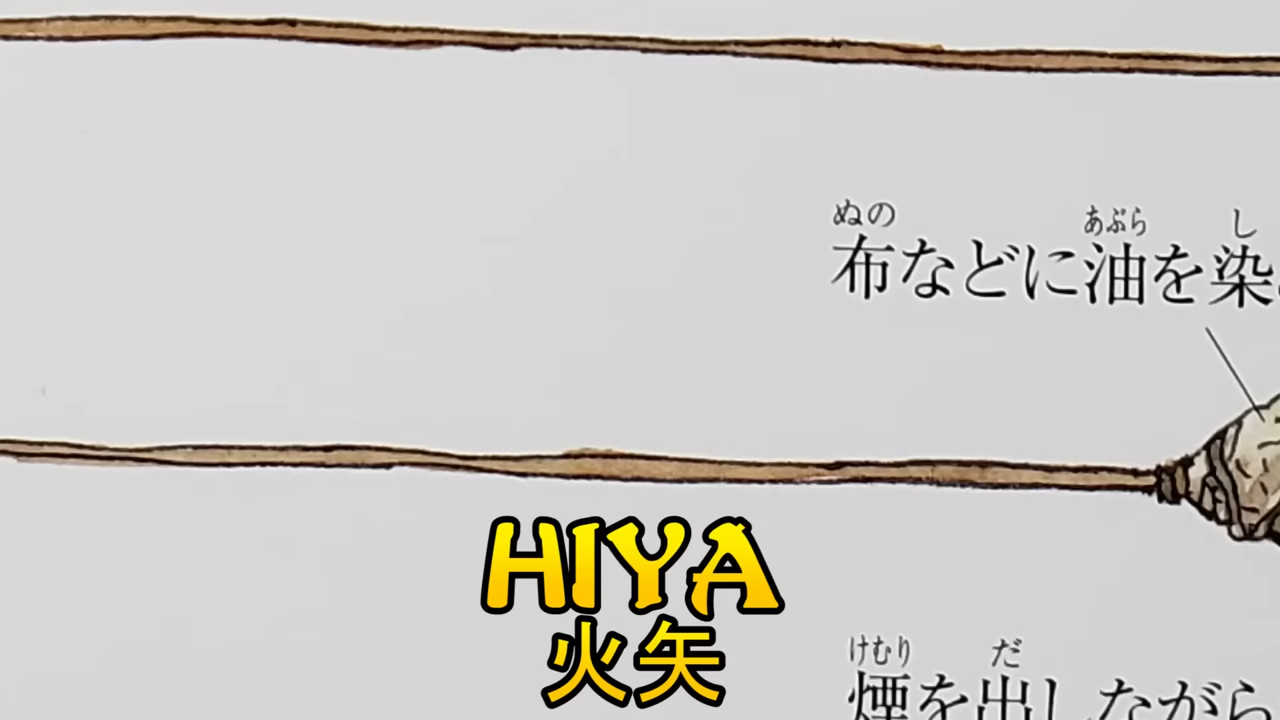 ぬの あぶら し
布などに油を染
HIYA
火矢
けむり だ
煙を出しながら